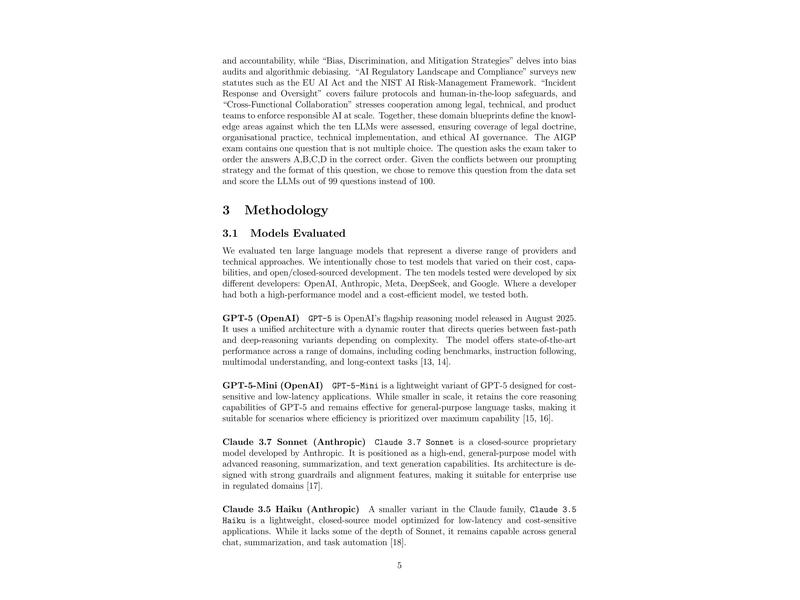 and accountability, while “Bias, Discrimination, and Mitigation Strategies” delves into bias
audits and algorithmic debiasing. “AI Regulatory Landscape and Compliance” surveys new
statutes such as the EU AI Act and the NIST AI Risk-Management Framework. “Incident
Response and Oversight” covers failure protocols and human-in-the-loop safeguards, and
“Cross-Functional Collaboration” stresses cooperation among legal, technical, and product
teams to enforce responsible AI at scale. Together, these domain blueprints define the knowl-
edge areas against which the ten LLMs were assessed, ensuring coverage of legal doctrine,
organisational practice, technical implementation, and ethical AI governance. The AIGP
exam contains one question that is not multiple choice. The question asks the exam taker to
order the answers A,B,C,D in the correct order. Given the conflicts between our prompting
strategy and the format of this question, we chose to remove this question from the data set
and score the LLMs out of 99 questions instead of 100.
3 Methodology
3.1 Models Evaluated
We evaluated ten large language models that represent a diverse range of providers and
technical approaches. We intentionally chose to test models that varied on their cost, capa-
bilities, and open/closed-sourced development. The ten models tested were developed by six
different developers: OpenAI, Anthropic, Meta, DeepSeek, and Google. Where a developer
had both a high-performance model and a cost-efficient model, we tested both.
GPT-5 (OpenAI) GPT-5 is OpenAI’s flagship reasoning model released in August 2025.
It uses a unified architecture with a dynamic router that directs queries between fast-path
and deep-reasoning variants depending on complexity. The model offers state-of-the-art
performance across a range of domains, including coding benchmarks, instruction following,
multimodal understanding, and long-context tasks [13, 14].
GPT-5-Mini (OpenAI) GPT-5-Mini is a lightweight variant of GPT-5 designed for cost-
sensitive and low-latency applications. While smaller in scale, it retains the core reasoning
capabilities of GPT-5 and remains effective for general-purpose language tasks, making it
suitable for scenarios where efficiency is prioritized over maximum capability [15, 16].
Claude 3.7 Sonnet (Anthropic) Claude 3.7 Sonnet is a closed-source proprietary
model developed by Anthropic. It is positioned as a high-end, general-purpose model with
advanced reasoning, summarization, and text generation capabilities. Its architecture is de-
signed with strong guardrails and alignment features, making it suitable for enterprise use
in regulated domains [17].
Claude 3.5 Haiku (Anthropic) A smaller variant in the Claude family, Claude 3.5
Haiku is a lightweight, closed-source model optimized for low-latency and cost-sensitive
applications. While it lacks some of the depth of Sonnet, it remains capable across general
chat, summarization, and task automation [18].
5